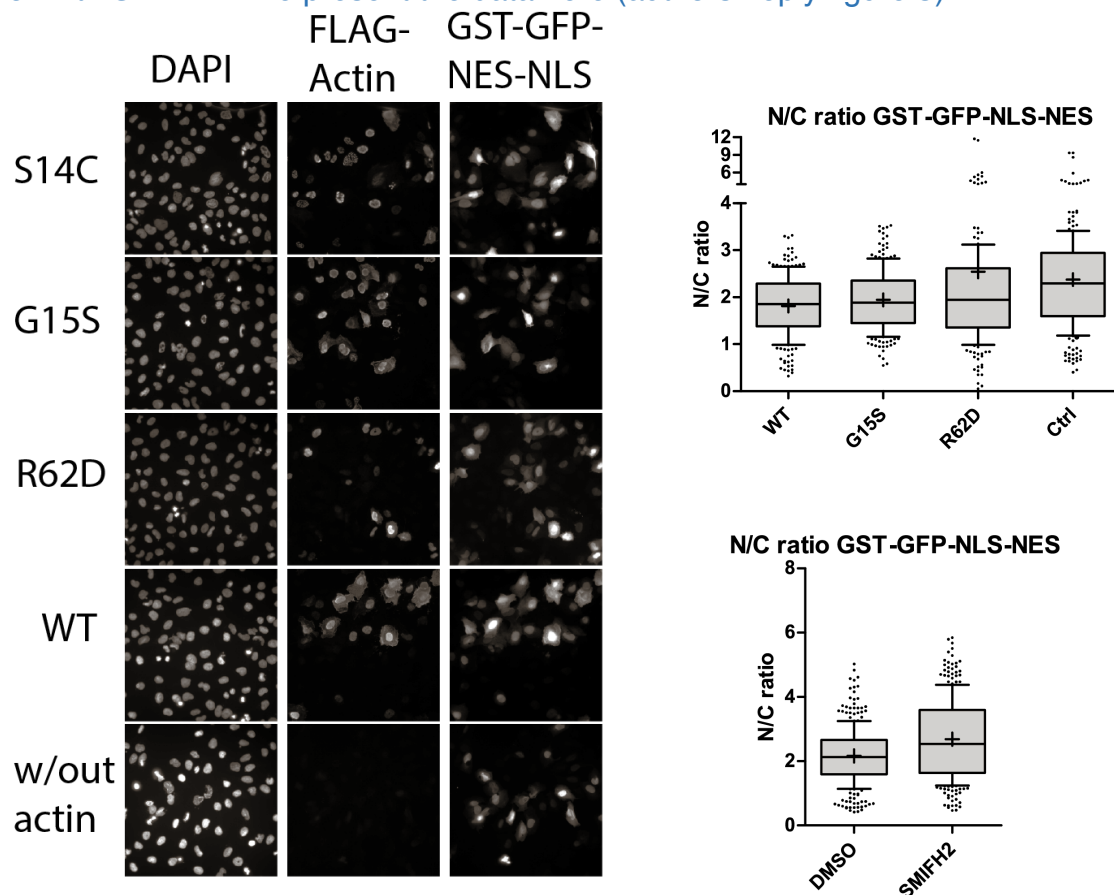 DAPI
FLAG-
Actin
GST-GFP-
NES-NLS
S14C
G15S
R62D
WT
w/out
actin
N/C ratio GST-GFP-NLS-NES
N/C ratio
12
9
6
4
3
2
1
0
WT
G15S
R62D
Ctrl
N/C ratio GST-GFP-NLS-NES
N/C ratio
8
6
4
2
0
DMSO
SMIFH2